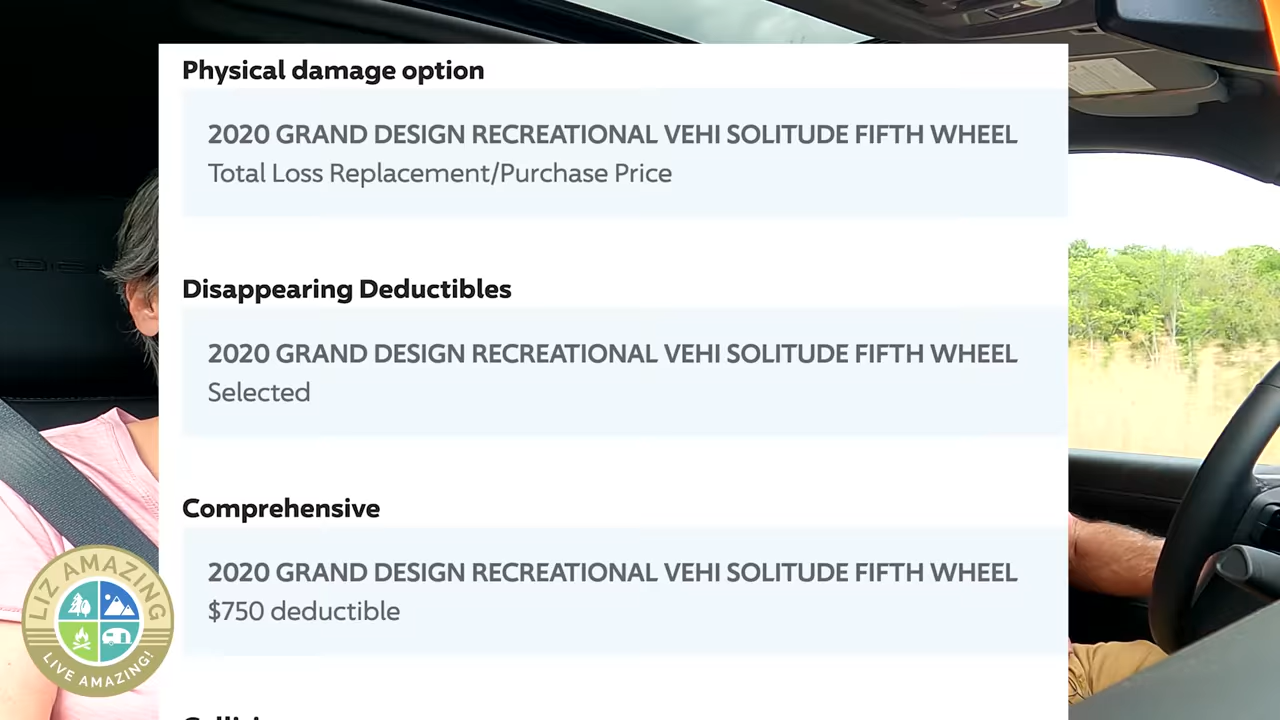 Physical damage option
2020 GRAND DESIGN RECREATIONAL VEHI SOLITUDE FIFTH WHEEL
Total Loss Replacement/Purchase Price
Disappearing Deductibles
2020 GRAND DESIGN RECREATIONAL VEHI SOLITUDE FIFTH WHEEL
Selected
Comprehensive
2020 GRAND DESIGN RECREATIONAL VEHI SOLITUDE FIFTH WHEEL
$750 deductible
LIZ AMAZING
LIVE AMAZING!